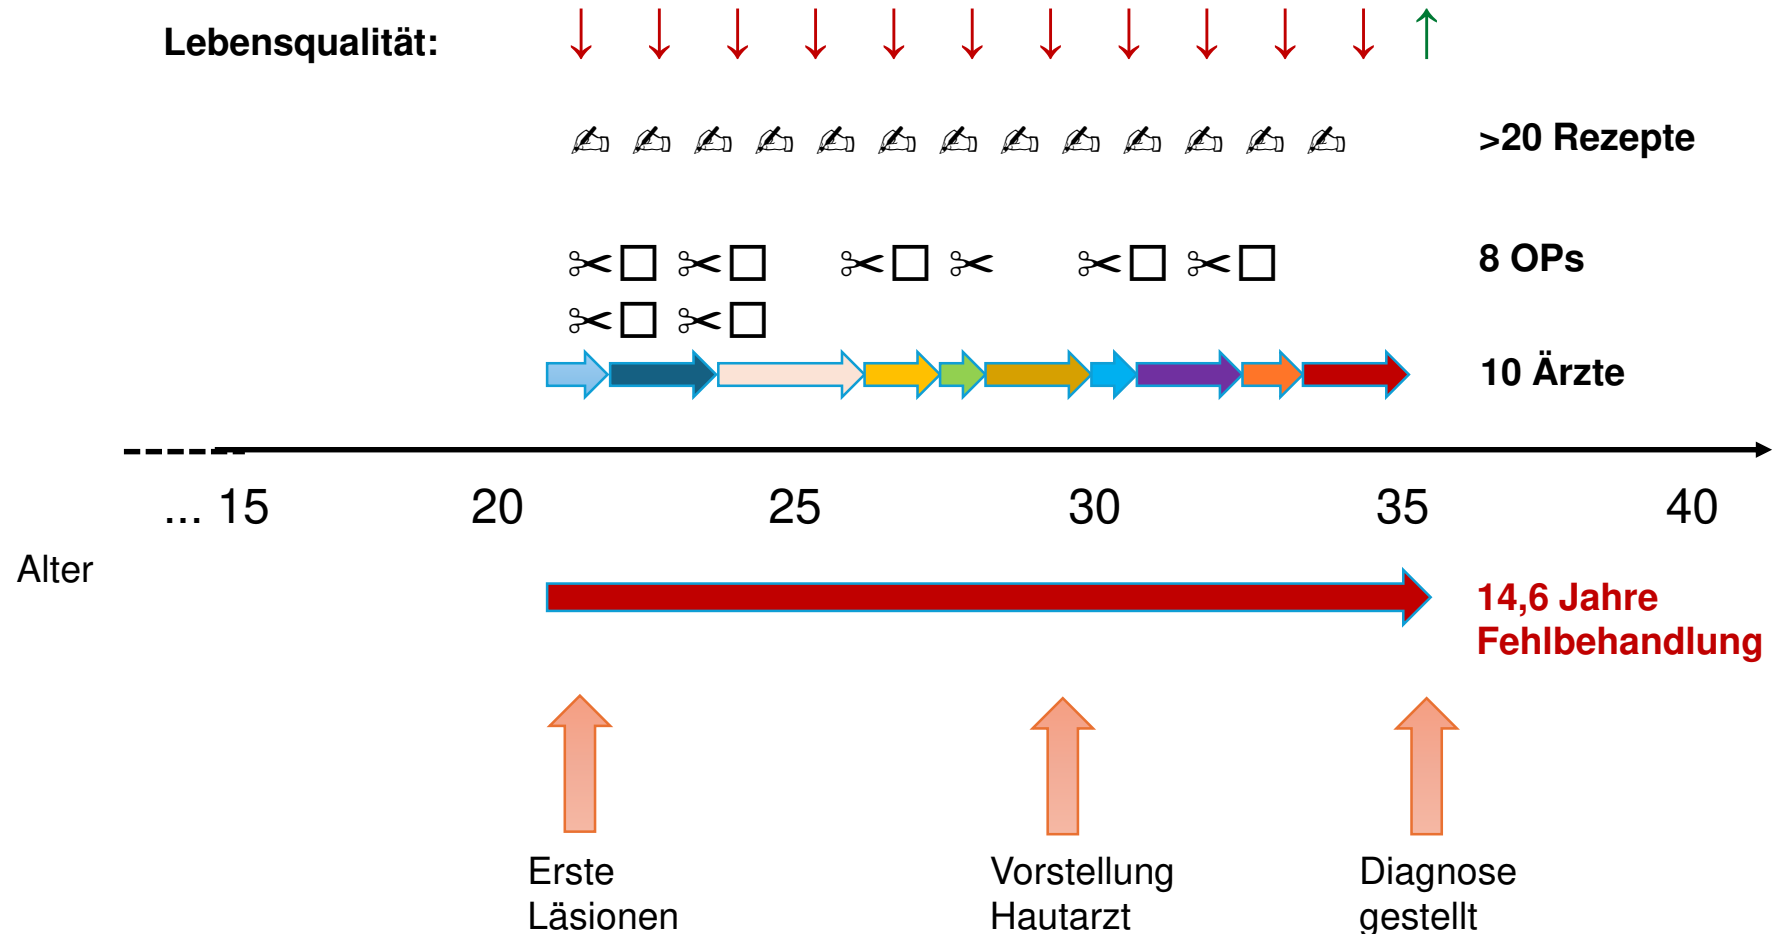 Lebensqualität: ↓ ↓ ↓ ↓ ↓ ↓ ↓ ↓ ↓ ↓ ↓ ↑
✍ ✍ ✍ ✍ ✍ ✍ ✍ ✍ ✍ ✍ ✍ ✍ ✍ >20 Rezepte
✂□ ✂□ ✂□ ✂ ✂□ ✂□ 8 OPs
✂□ ✂□
10 Ärzte
... 15 20 25 30 35 40
Alter
14,6 Jahre
Fehlbehandlung
Erste
Läsionen
Vorstellung
Hautarzt
Diagnose
gestellt